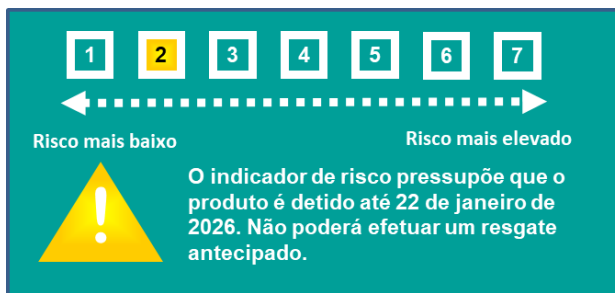 1 2 3 4 5 6 7
Risco mais baixo Risco mais elevado
!
O indicador de risco pressupõe que o
produto é detido até 22 de janeiro de
2026. Não poderá efetuar um resgate
antecipado.